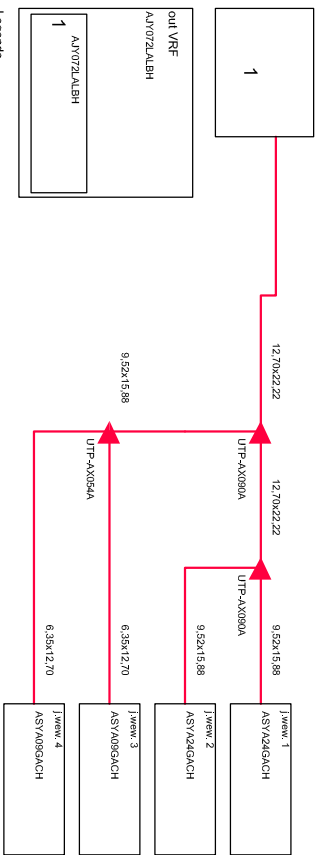 1
out VRF
AJY072LALBH
1
AJY072LALBH
12,70x22,22
UTP-AX090A
12,70x22,22
UTP-AX090A
9,52x15,88
9,52x15,88
9,52x15,88
UTP-AX054A
6,35x12,70
6,35x12,70
j.wew. 1
ASYA24GACH
j.wew. 2
ASYA24GACH
j.wew. 3
ASYA09GACH
j.wew. 4
ASYA09GACH
Legenda